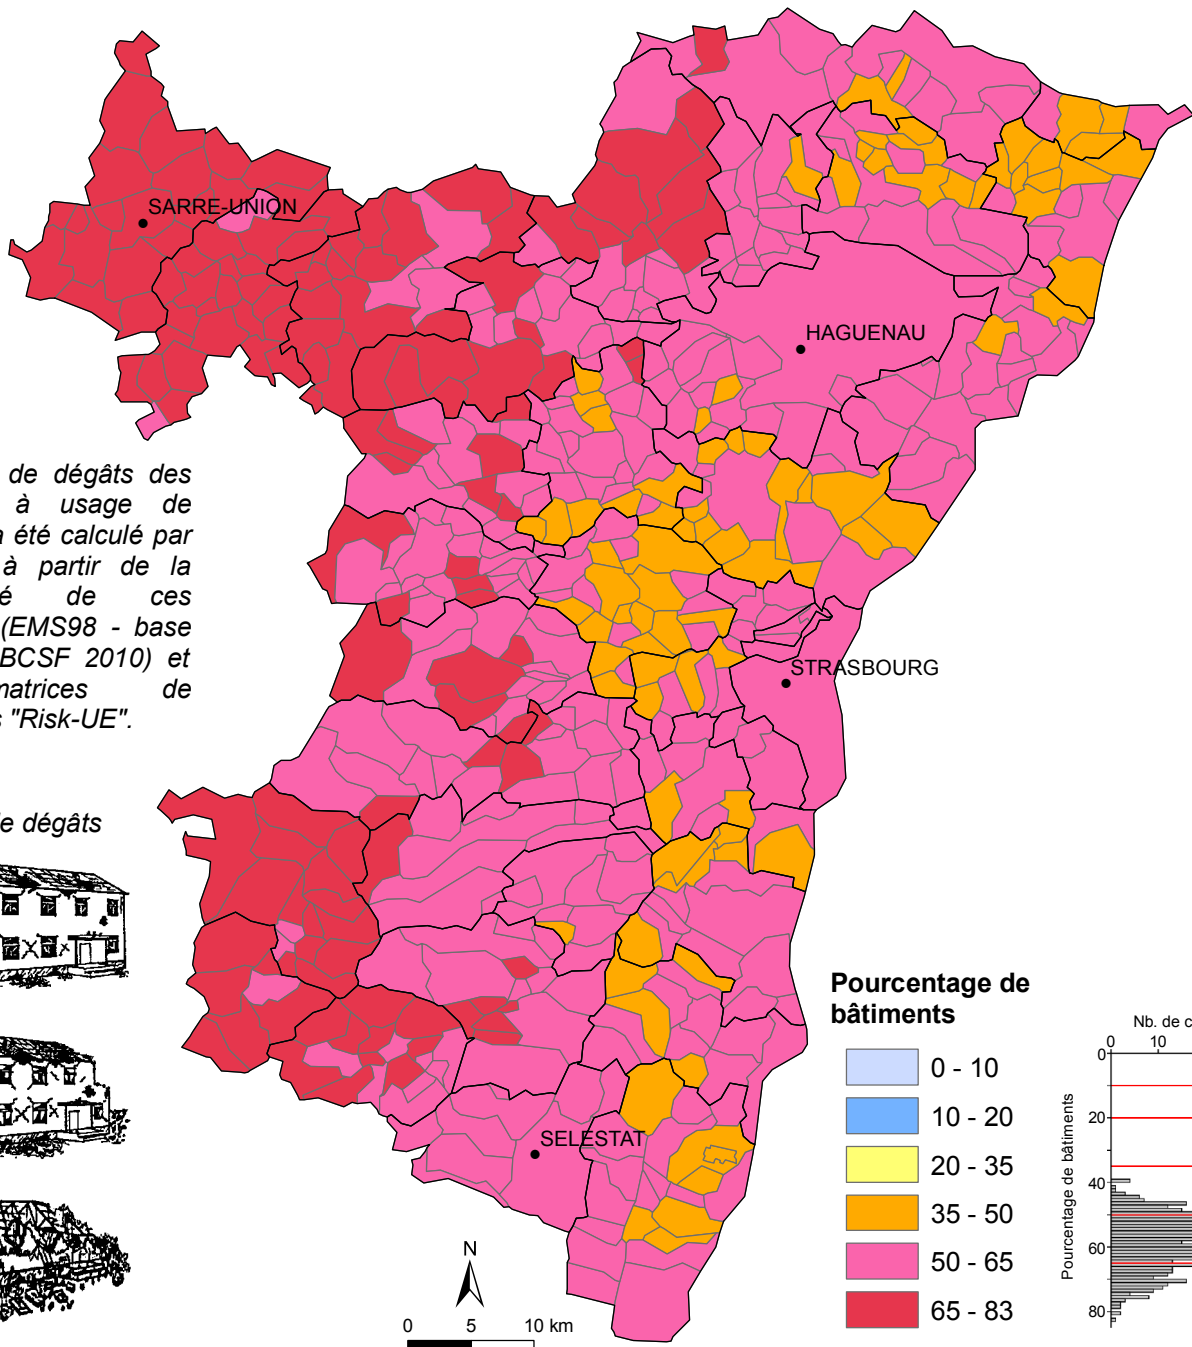 SARRE-UNION
HAGUENAU
de dégâts des
à usage de
a été calculé par
à partir de la
é de ces
(EMS98 - base
BCSF 2010) et
matrices de
s "Risk-UE".
STRASBOURG
de dégâts
SELESTAT
N
0 5 10 km
Pourcentage de
bâtiments
0 - 10
10 - 20
20 - 35
35 - 50
50 - 65
65 - 83
Nb. de c
0 10
Pourcentage de bâtiments
0
20
40
60
80